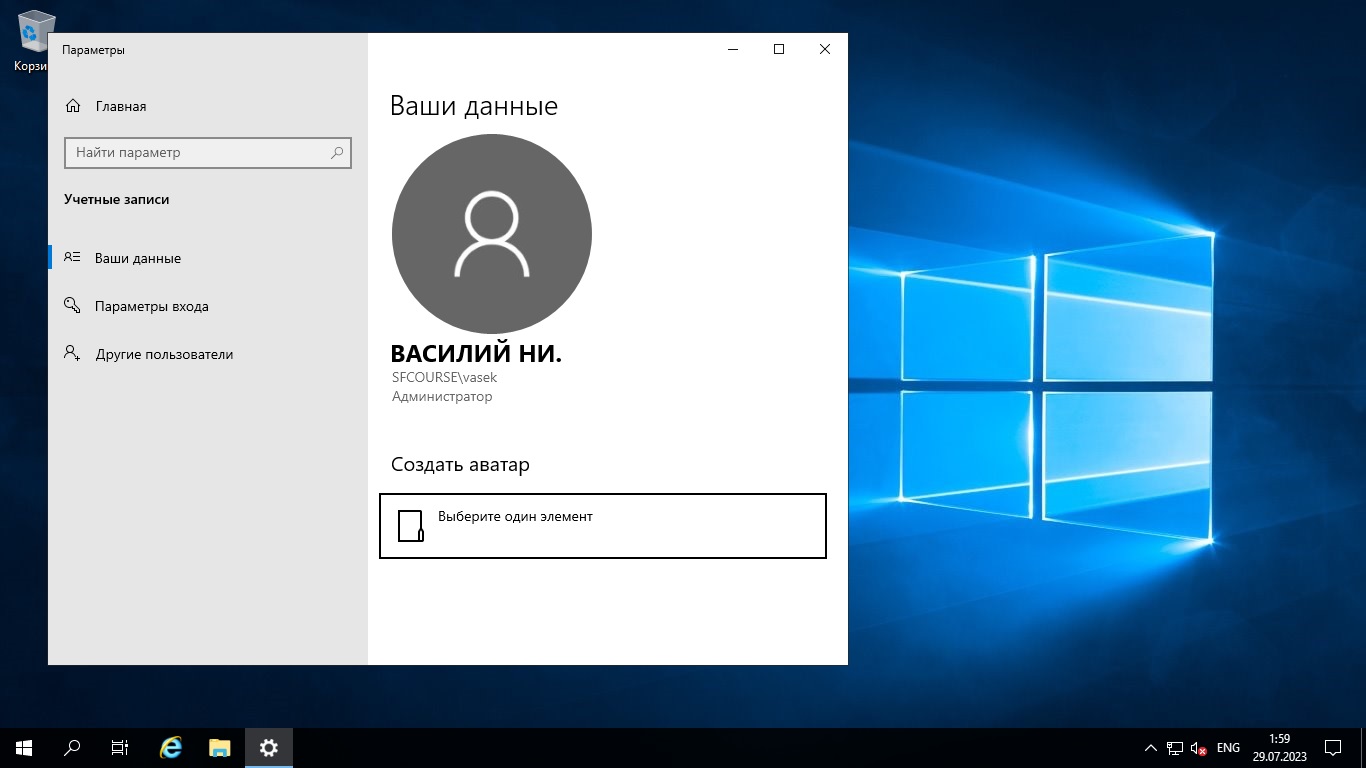 Корзи
Параметры
Главная
Найти параметр
Учетные записи
Ваши данные
Параметры входа
Другие пользователи
Ваши данные
ВАСИЛИЙ НИ.
SFCOURSE\vasek
Администратор
Создать аватар
Выберите один элемент
ENG
1:59
29.07.2023